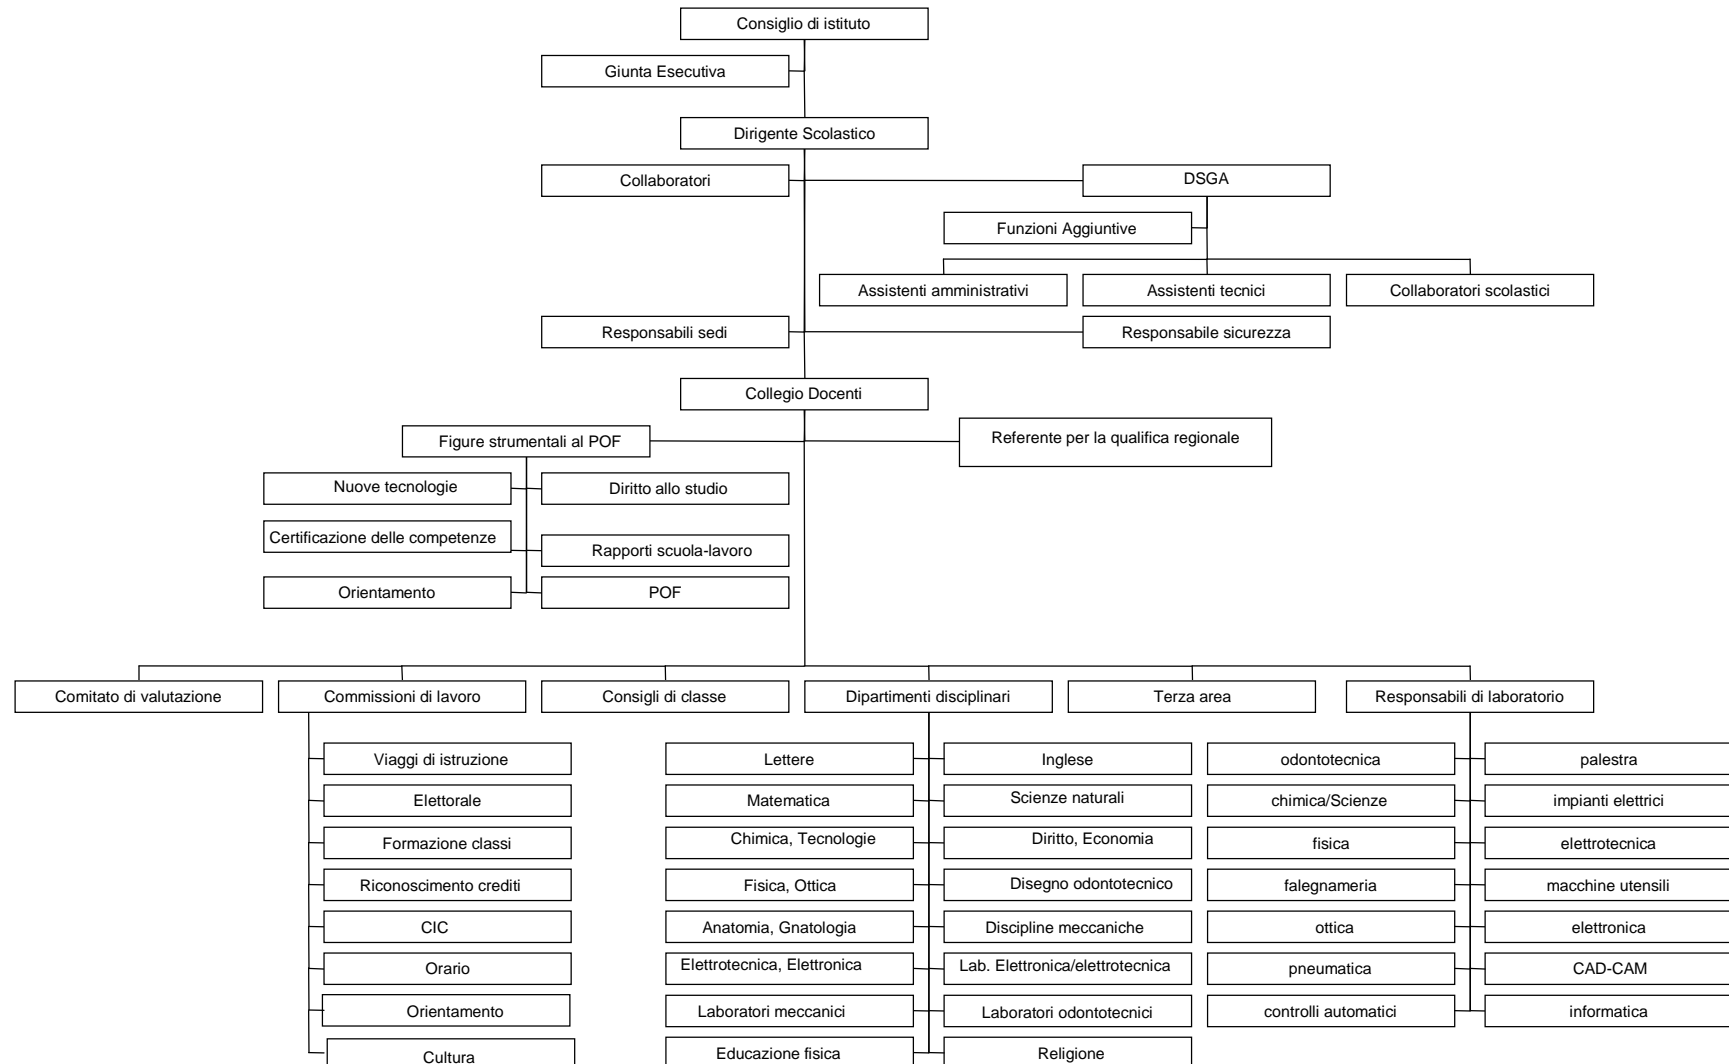 Consiglio di istituto
Giunta Esecutiva
Dirigente Scolastico
Collaboratori
DSGA
Funzioni Aggiuntive
Assistenti amministrativi
Assistenti tecnici
Collaboratori scolastici
Responsabili sedi
Responsabile sicurezza
Collegio Docenti
Figure strumentali al POF
Referente per la qualifica regionale
Nuove tecnologie
Diritto allo studio
Certificazione delle competenze
Rapporti scuola-lavoro
Orientamento
POF
Comitato di valutazione
Commissioni di lavoro
Consigli di classe
Dipartimenti disciplinari
Terza area
Responsabili di laboratorio
Viaggi di istruzione
Elettorale
Formazione classi
Riconoscimento crediti
CIC
Orario
Orientamento
Cultura
Lettere
Inglese
Matematica
Scienze naturali
Chimica, Tecnologie
Diritto, Economia
Fisica, Ottica
Disegno odontotecnico
Anatomia, Gnatologia
Discipline meccaniche
Elettrotecnica, Elettronica
Lab. Elettronica/elettrotecnica
Laboratori meccanici
Laboratori odontotecnici
Educazione fisica
Religione
odontotecnica
palestra
chimica/Scienze
impianti elettrici
fisica
elettrotecnica
falegnameria
macchine utensili
ottica
elettronica
pneumatica
CAD-CAM
controlli automatici
informatica